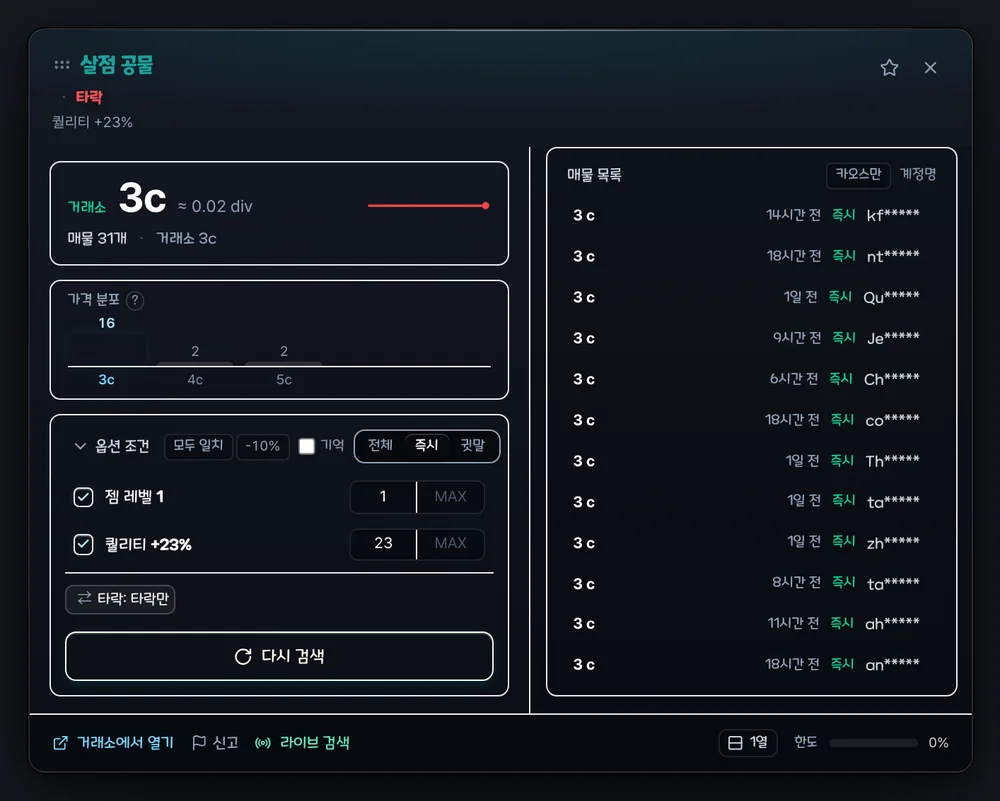 살점 공물
· 타락
퀄리티 +23%
거래소 3c ≈ 0.02 div
매물 31개 · 거래소 3c
가격 분포 ?
16
2
2
3c
4c
5c
옵션 조건 모두 일치 -10% 기억 전체 즉시 귓말
젬 레벨 1 1 MAX
퀄리티 +23% 23 MAX
타락: 타락만
다시 검색
매물 목록 카오스만 계정명
3 c 14시간 전 즉시 kf*****
3 c 18시간 전 즉시 nt*****
3 c 1일 전 즉시 Qu*****
3 c 9시간 전 즉시 Je*****
3 c 6시간 전 즉시 Ch*****
3 c 18시간 전 즉시 co*****
3 c 1일 전 즉시 Th*****
3 c 1일 전 즉시 ta*****
3 c 1일 전 즉시 zh*****
3 c 8시간 전 즉시 ta*****
3 c 11시간 전 즉시 ah*****
3 c 18시간 전 즉시 an*****
거래소에서 열기 신고 라이브 검색 1열 한도 0%